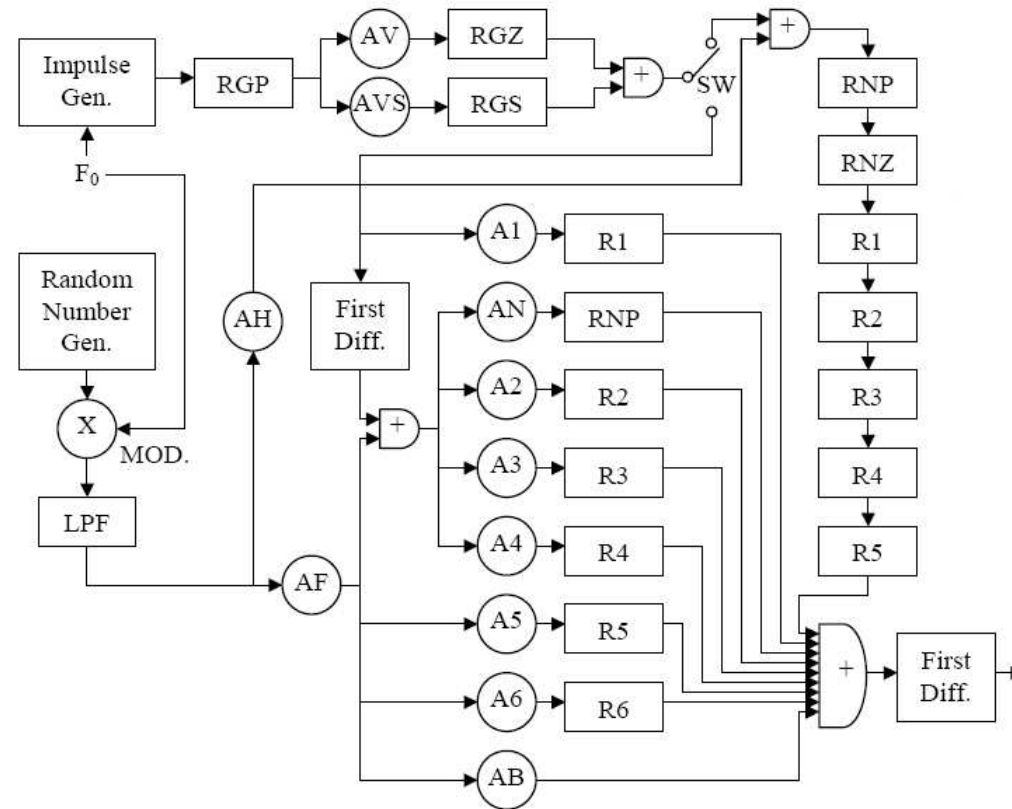 Impulse
Gen.
RGP
AV
AVS
RGZ
RGS
+
SW
+
RNP
RNZ
R1
R2
R3
R4
R5
F₀
Random
Number
Gen.
X
MOD.
LPF
AH
AF
First
Diff.
+
A1
R1
AN
RNP
A2
R2
A3
R3
A4
R4
A5
R5
A6
R6
AB
+
First
Diff.